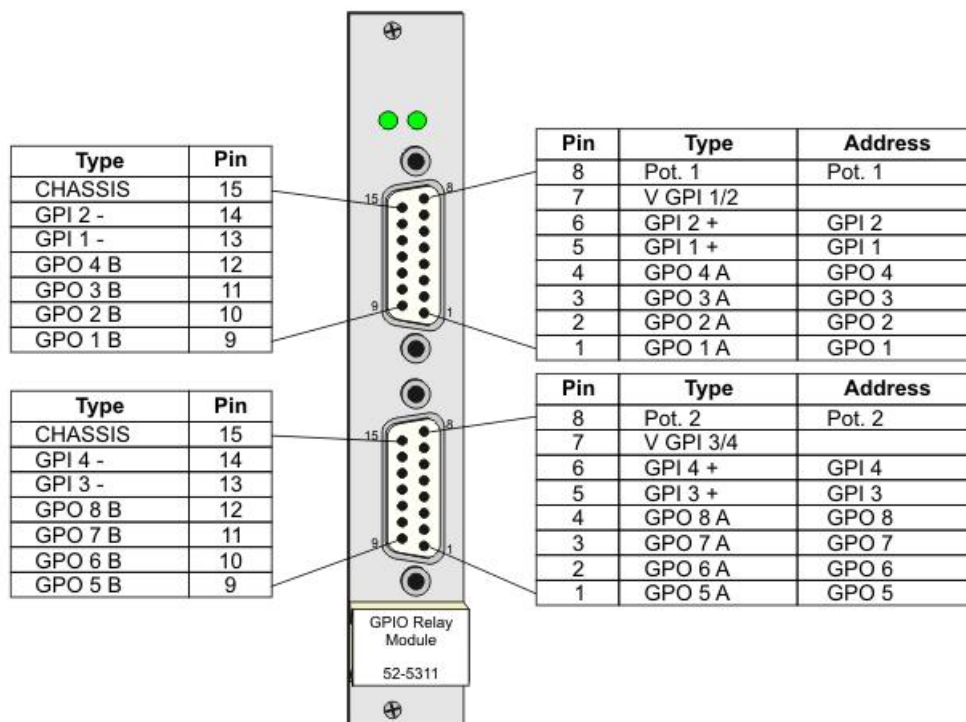 Type Pin
CHASSIS 15
GPI 2 - 14
GPI 1 - 13
GPO 4 B 12
GPO 3 B 11
GPO 2 B 10
GPO 1 B 9
15 8
9 1
Pin Type Address
8 Pot. 1 Pot. 1
7 V GPI 1/2
6 GPI 2 + GPI 2
5 GPI 1 + GPI 1
4 GPO 4 A GPO 4
3 GPO 3 A GPO 3
2 GPO 2 A GPO 2
1 GPO 1 A GPO 1
Type Pin
CHASSIS 15
GPI 4 - 14
GPI 3 - 13
GPO 8 B 12
GPO 7 B 11
GPO 6 B 10
GPO 5 B 9
15 8
9 1
Pin Type Address
8 Pot. 2 Pot. 2
7 V GPI 3/4
6 GPI 4 + GPI 4
5 GPI 3 + GPI 3
4 GPO 8 A GPO 8
3 GPO 7 A GPO 7
2 GPO 6 A GPO 6
1 GPO 5 A GPO 5
GPIO Relay
Module
52-5311